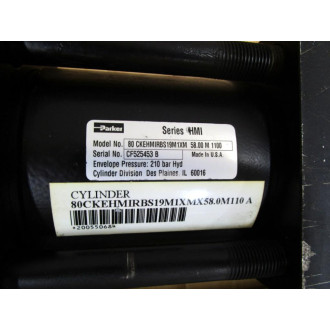 Parker
Series HMI
Model No. 80 CKEHMIRBS19M1XM 58.00 M 1100
Serial No. CF525453 B Made In U.S.A.
Envelope Pressure: 210 bar Hyd
Cylinder Division Des Plaines, IL 60016
CYLINDER
80CKEHMIRBS19M1XMX58.0M110 A
*20055064*